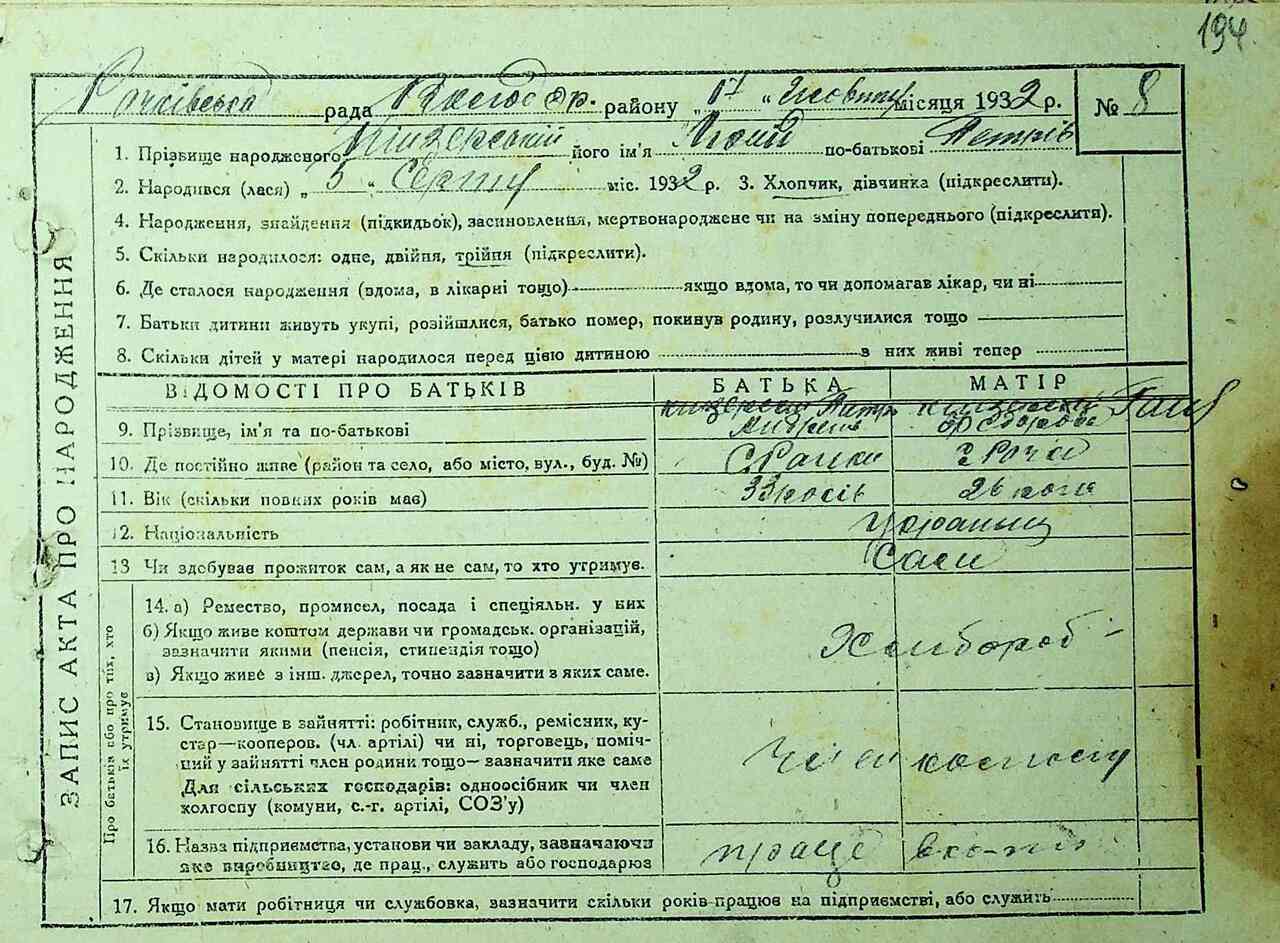 194
рада району „17 “ місяця 1932 р. № 8
1. Прізвище народженого його ім'я по-батькові Петрів
2. Народився (лася) „ 5 “ Серпня міс. 1932 р. 3. Хлопчик, дівчинка (підкреслити).
4. Народження, знайдення (підкидьок), засиновлення, мертвонароджене чи на зміну попереднього (підкреслити).
5. Скільки народилося: одне, двійня, трійня (підкреслити).
6. Де сталося народження (вдома, в лікарні тощо) якщо вдома, то чи допомагав лікар, чи ні
7. Батьки дитини живуть укупі, розійшлися, батько помер, покинув родину, розлучилися тощо
8. Скільки дітей у матері народилося перед цією дитиною з них живі тепер
ВІДОМОСТІ ПРО БАТЬКІВ БАТЬКА МАТІР
Петр Ганя
9. Прізвище, ім'я та по-батькові
10. Де постійно живе (район та село, або місто, вул., буд. №)
11. Вік (скільки повних років має) 33 26
12. Національність
13 Чи здобував прожиток сам, а як не сам, то хто утримує. Сами
14. а) Ремество, промисел, посада і спеціяльн. у них
б) Якщо живе коштом держави чи громадськ. організацій,
зазначити якими (пенсія, стипендія тощо)
Хлібороб
в) Якщо живе з інш. джерел, точно зазначити з яких саме.
15. Становище в зайнятті: робітник, служб., ремісник, ку-
стар—кооперов. (чл. артілі) чи ні, торговець, поміч-
ний у зайнятті член родини тощо— зазначити яке саме
Для сільських господарів: одноосібник чи член
колгоспу (комуни, с.-г. артілі, СОЗ'у)
16. Назва підприємства, установи чи закладу, зазначаючи
яке виробництво, де прац., служить або господарює
праце
17. Якщо мати робітниця чи службовка, зазначити скільки років працює на підприємстві, або служить
ЗАПИС АКТА ПРО НАРОДЖЕННЯ
Про батьків або про тих, хто
їх утримує